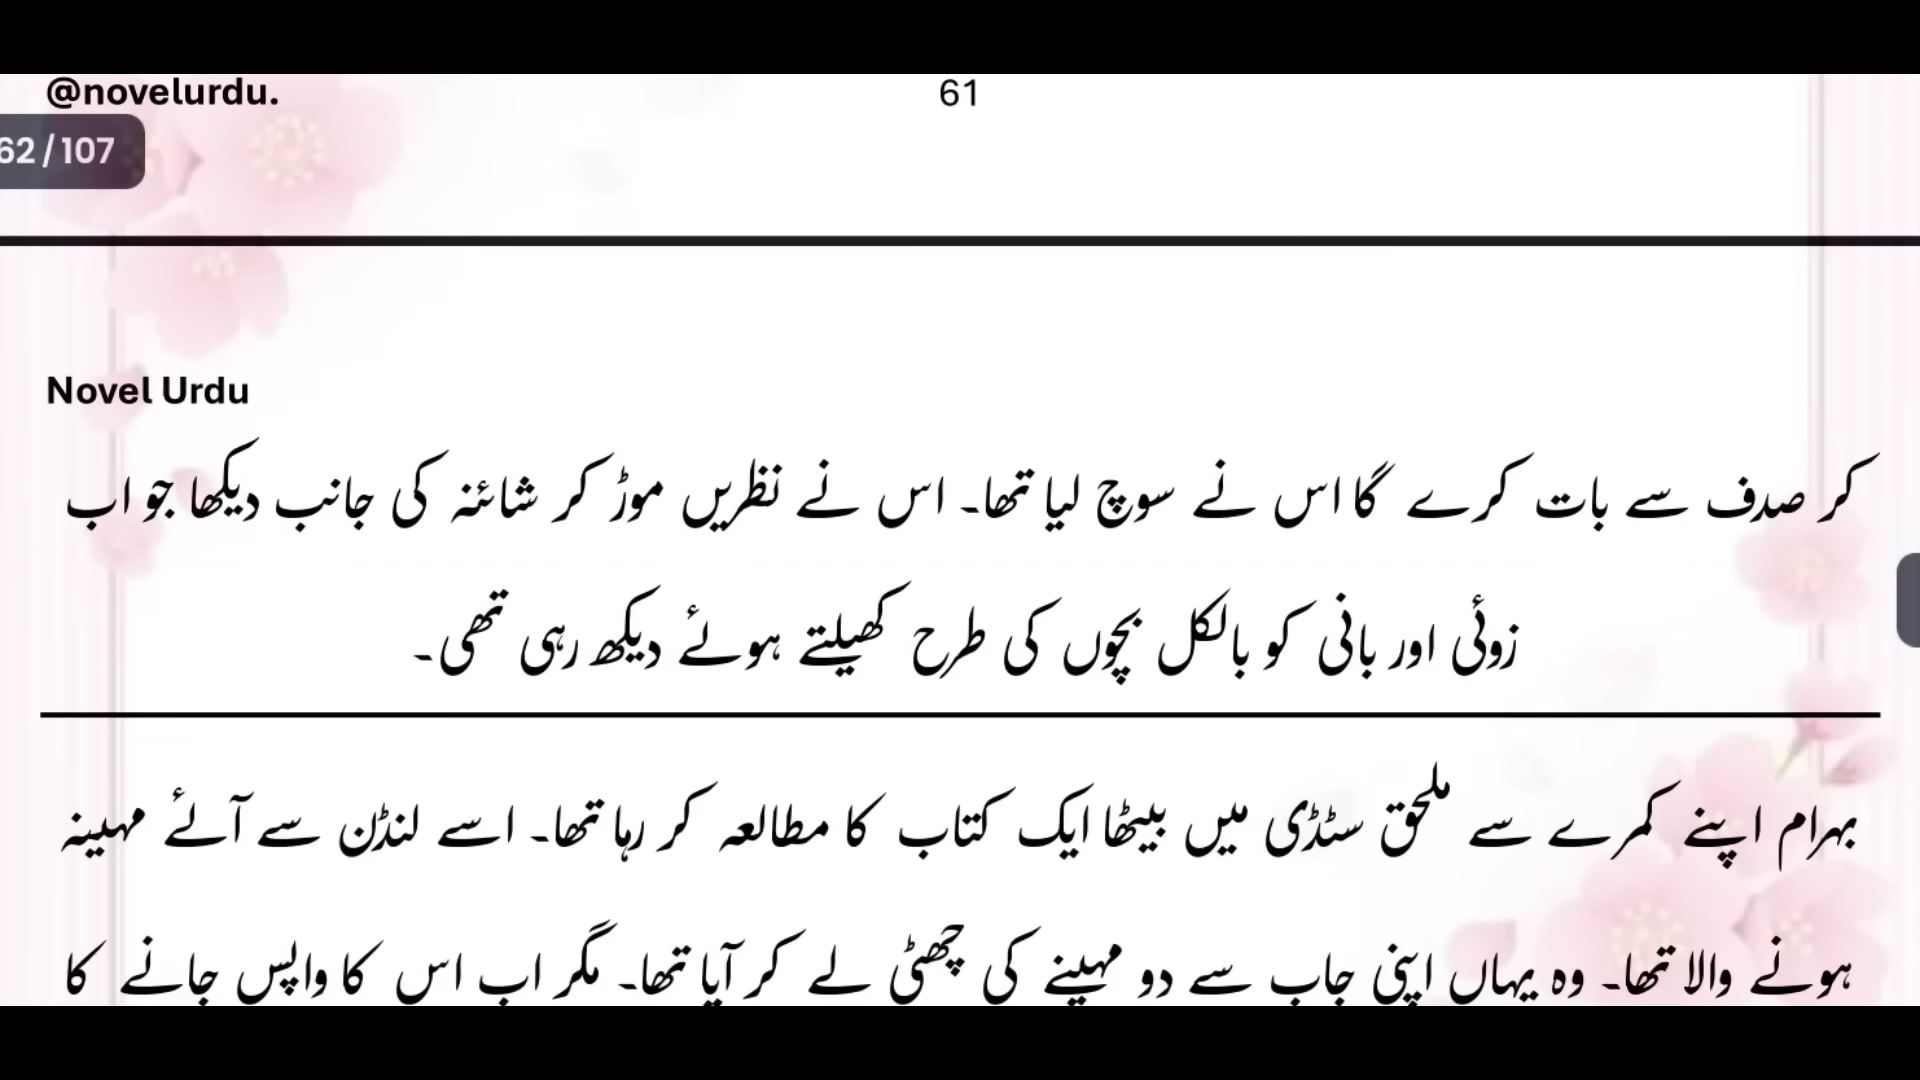 @novelurdu.
61
62/107
Novel Urdu
کر صدف سے بات کرے گا اس نے سوچ لیا تھا۔ اس نے نظریں موڑ کر شائنہ کی جانب دیکھا جو اب
زوئی اور بانی کو بالکل بچوں کی طرح کھیلتے ہوئے دیکھ رہی تھی۔
بہرام اپنے کمرے سے ملحق سٹڈی میں بیٹھا ایک کتاب کا مطالعہ کر رہا تھا۔ اسے لنڈن سے آئے مہینہ
ہونے والا تھا۔ وہ یہاں اپنی جاب سے دو مہینے کی چھٹی لے کر آیا تھا۔ مگر اب اس کا واپس جانے کا